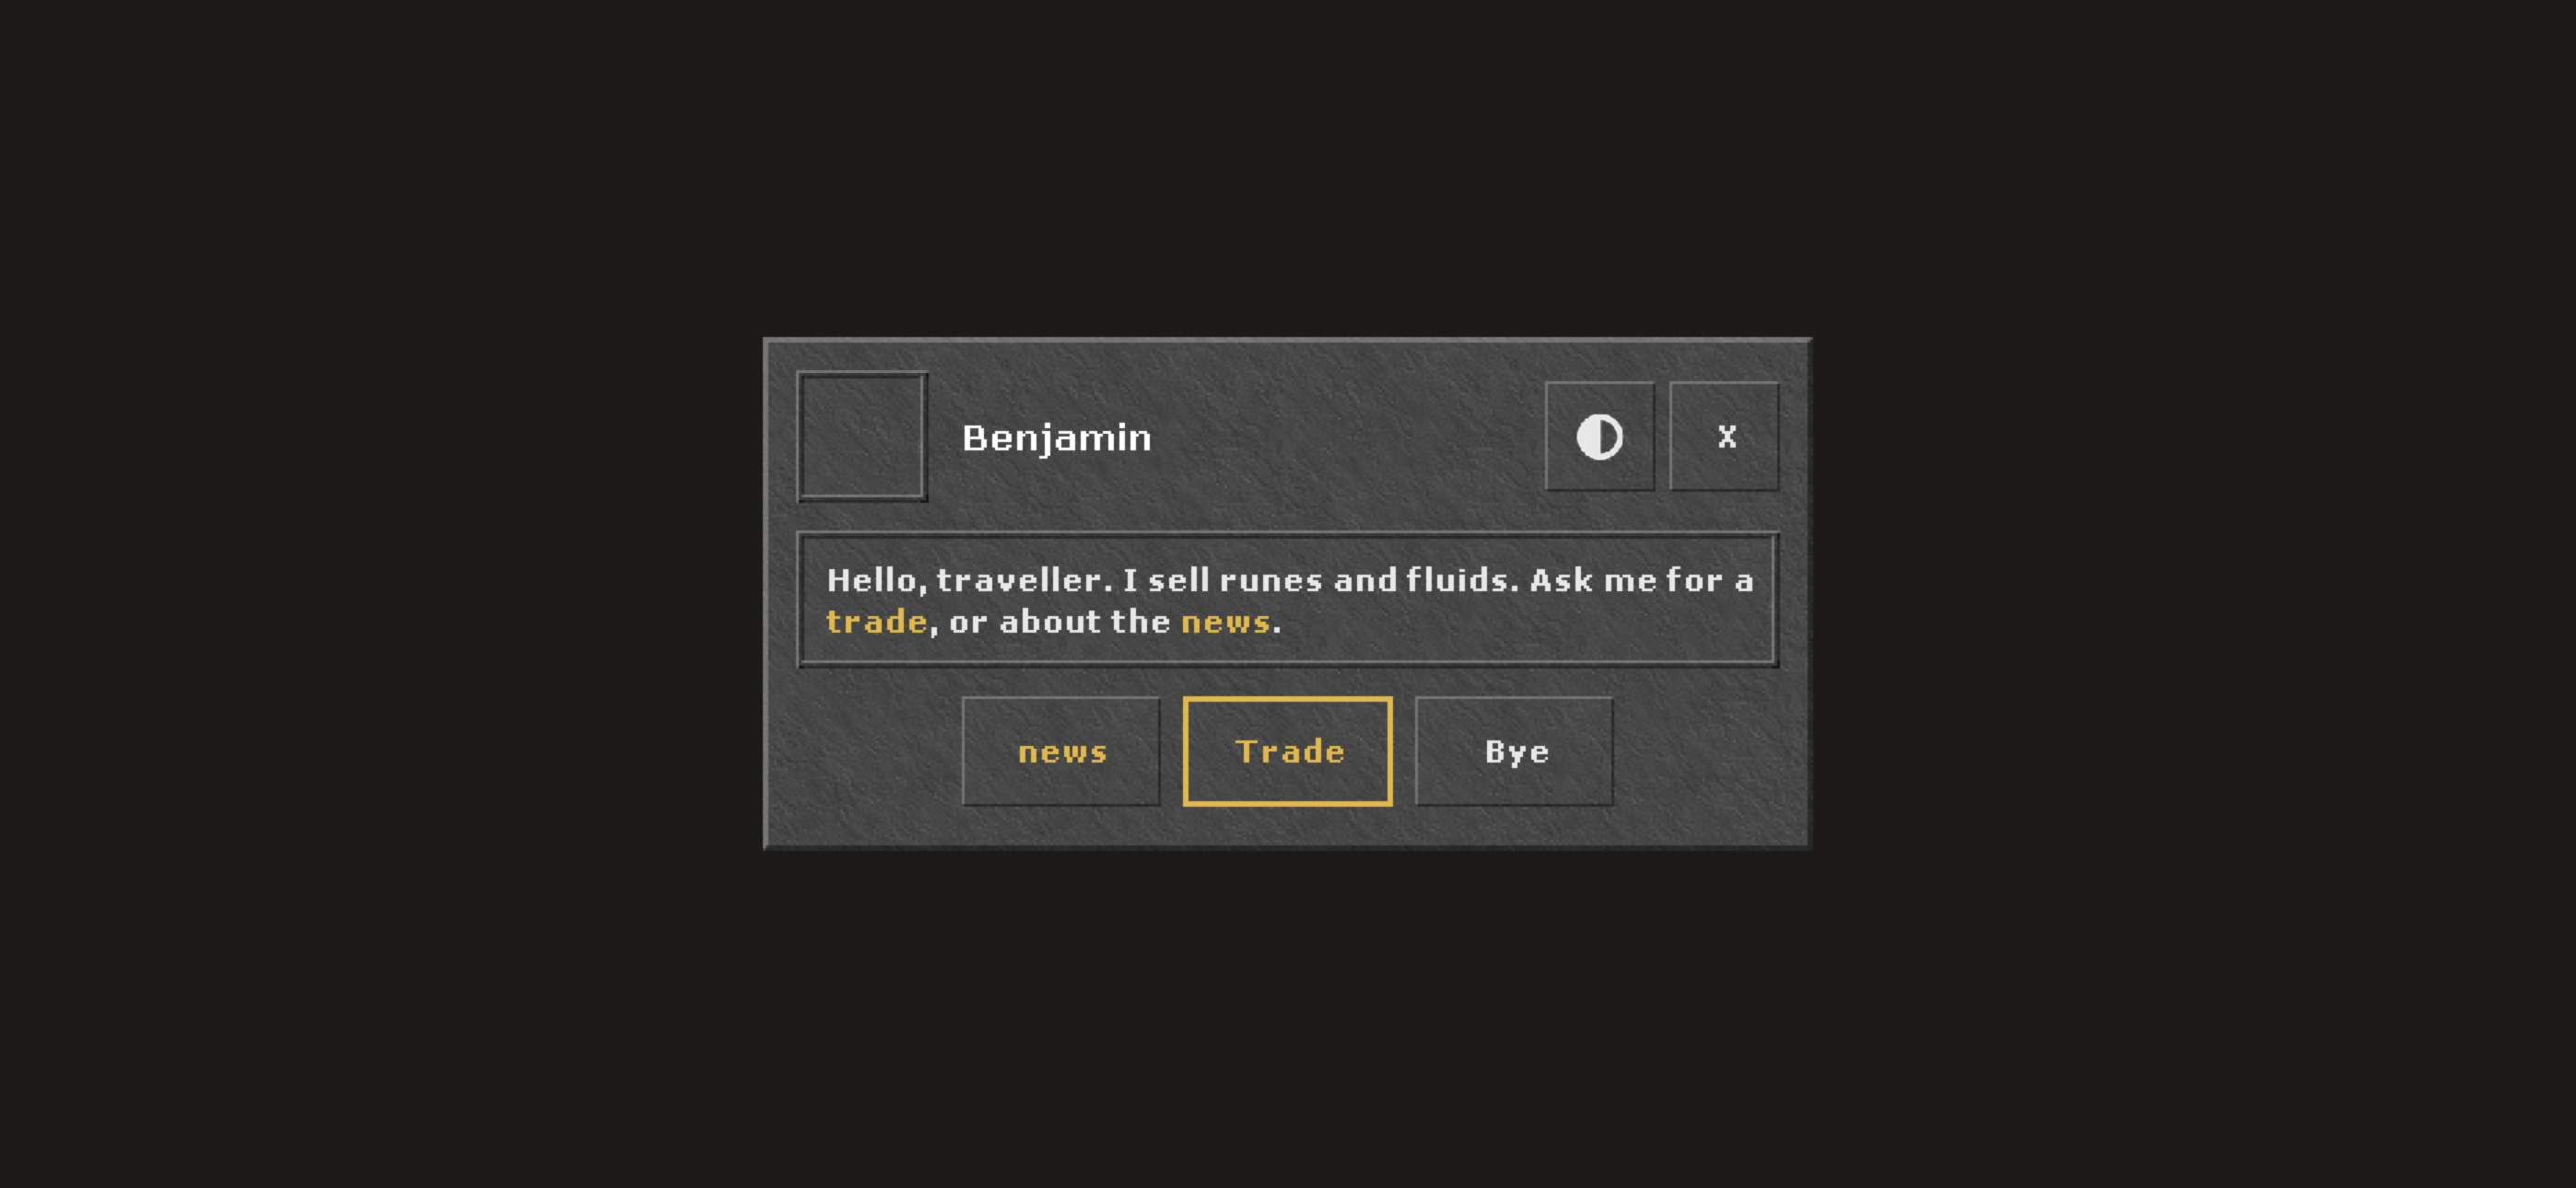 Benjamin
X
Hello, traveller. I sell runes and fluids. Ask me for a
trade, or about the news.
news
Trade
Bye